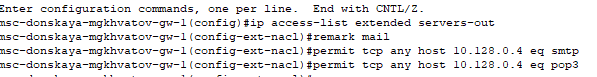 Enter configuration commands, one per line.  End with CNTL/Z.
msc-donskaya-mgkhvatov-gw-1(config)#ip access-list extended servers-out
msc-donskaya-mgkhvatov-gw-1(config-ext-nacl)#remark mail
msc-donskaya-mgkhvatov-gw-1(config-ext-nacl)#permit tcp any host 10.128.0.4 eq smtp
msc-donskaya-mgkhvatov-gw-1(config-ext-nacl)#permit tcp any host 10.128.0.4 eq pop3